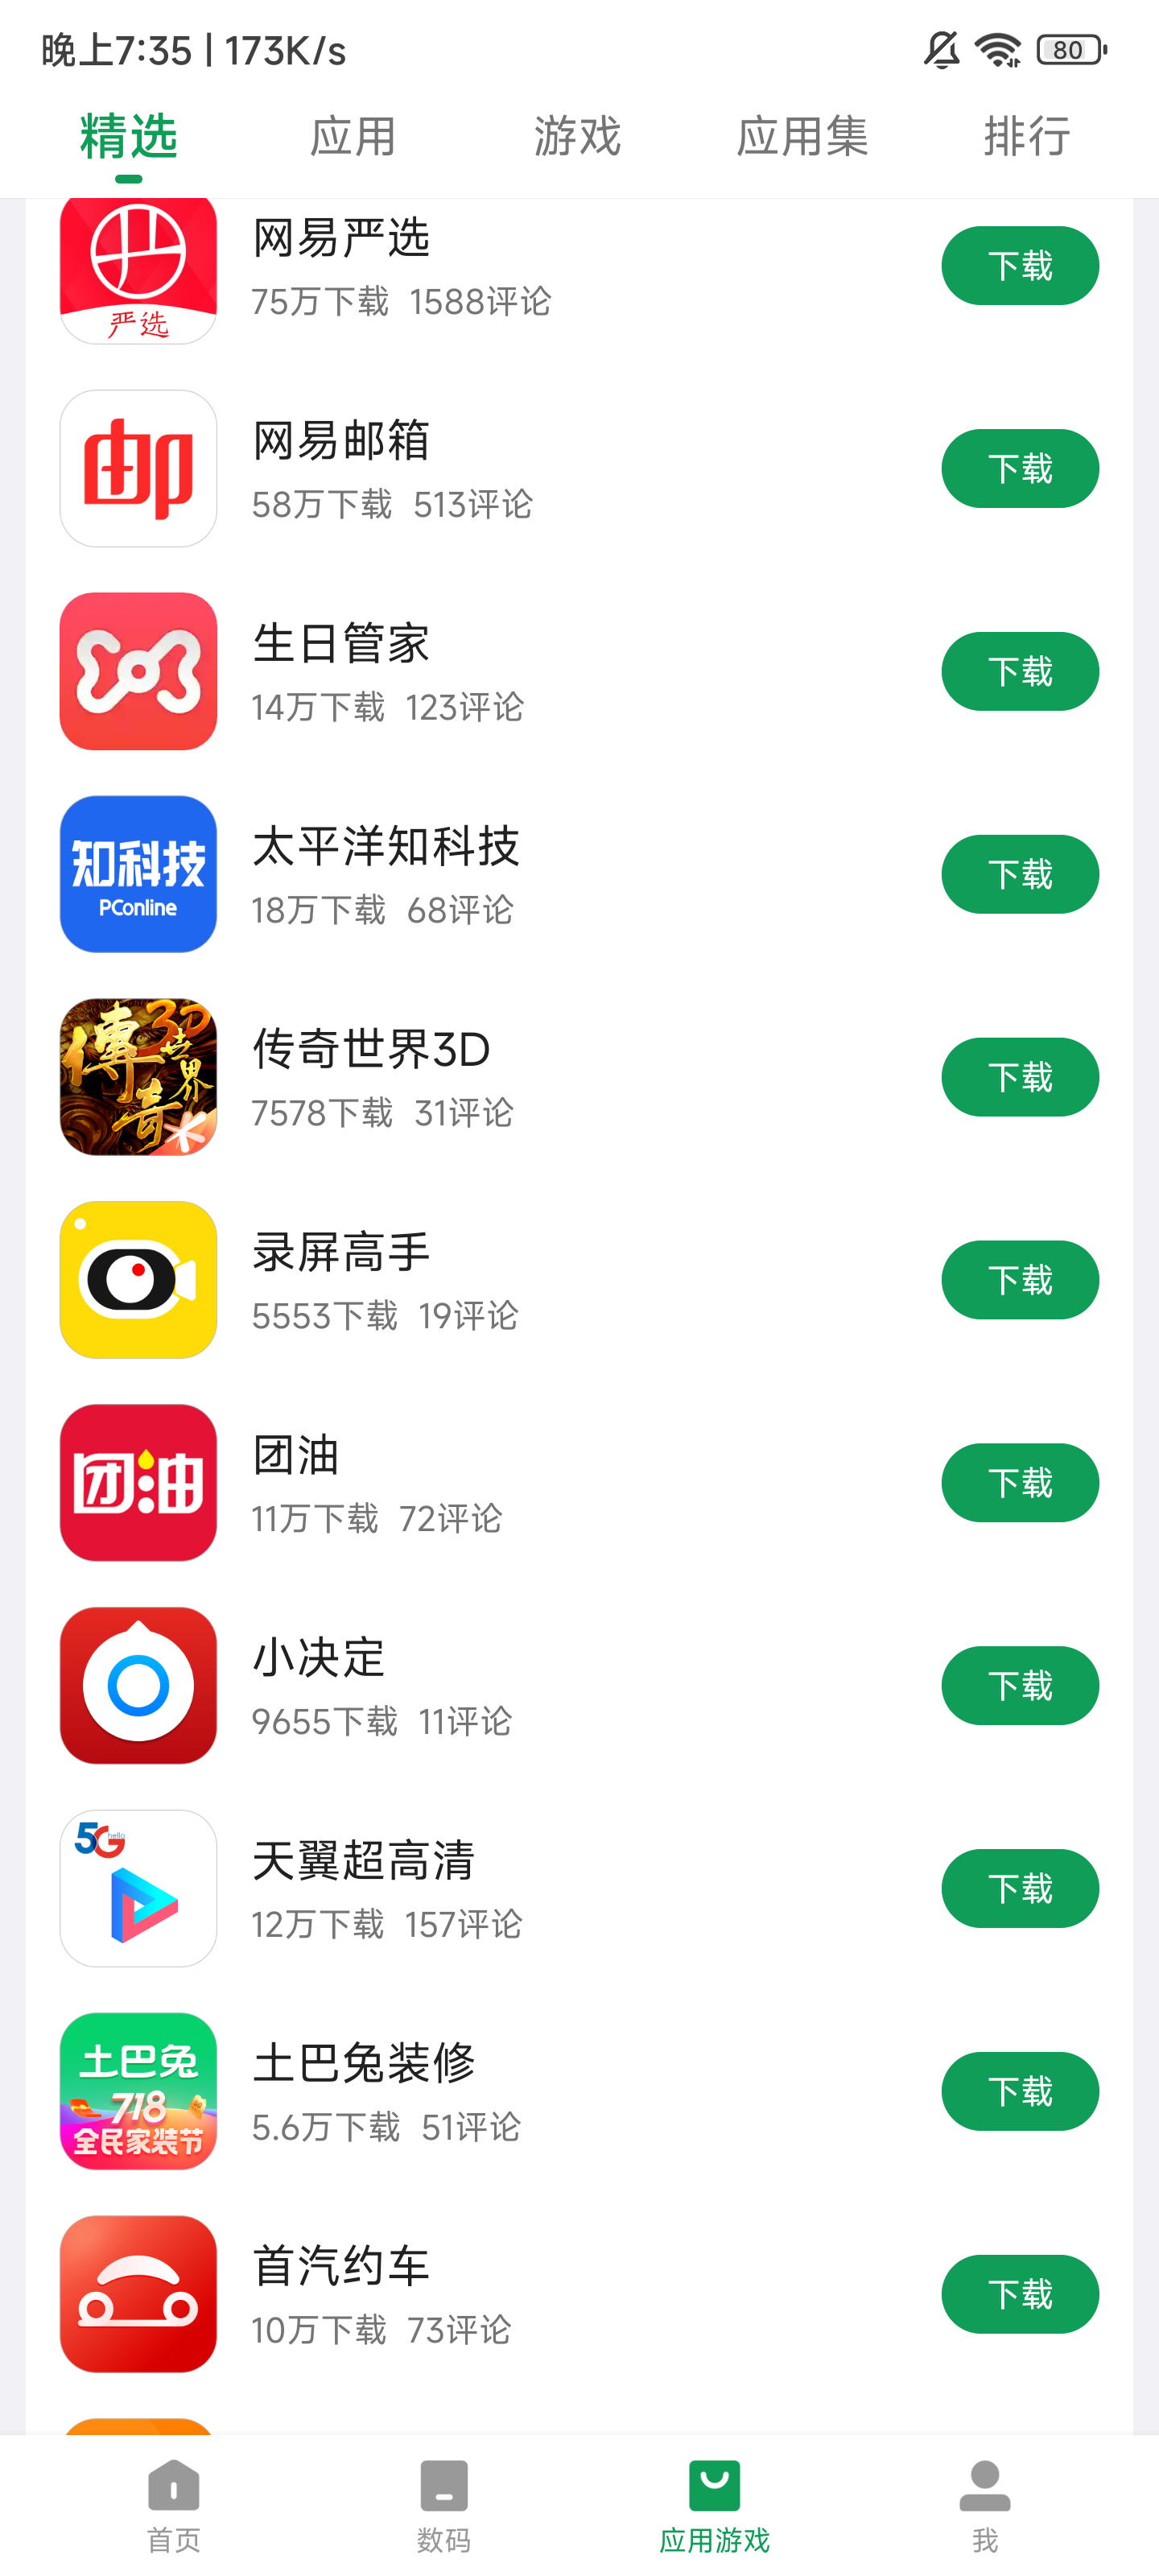 晚上7:35 | 173K/s
80
精选 应用 游戏 应用集 排行
严选
网易严选
75万下载 1588评论
下载
邮
网易邮箱
58万下载 513评论
下载
生日管家
14万下载 123评论
下载
知科技
PConline
太平洋知科技
18万下载 68评论
下载
傳奇世界3D
传奇世界3D
7578下载 31评论
下载
录屏高手
5553下载 19评论
下载
团油
团油
11万下载 72评论
下载
小决定
9655下载 11评论
下载
5G
hello
天翼超高清
12万下载 157评论
下载
土巴兔
718
全民家装节
土巴兔装修
5.6万下载 51评论
下载
首汽约车
10万下载 73评论
下载
首页 数码 应用游戏 我